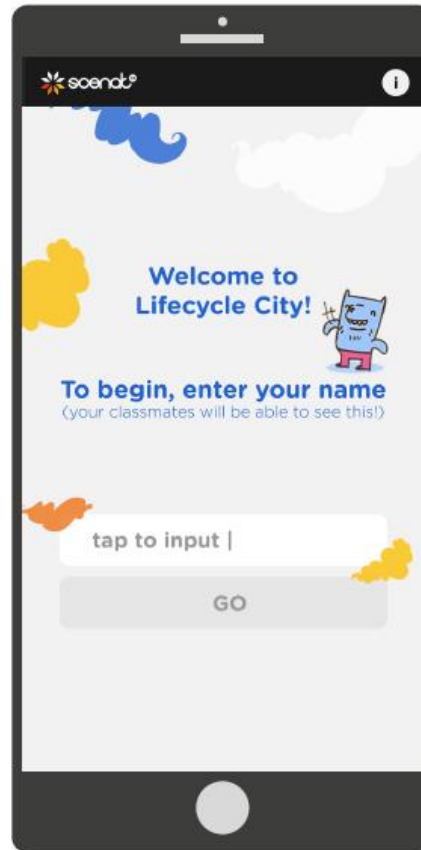 i
Welcome to
Lifecycle City!
To begin, enter your name
(your classmates will be able to see this!)
tap to input |
GO